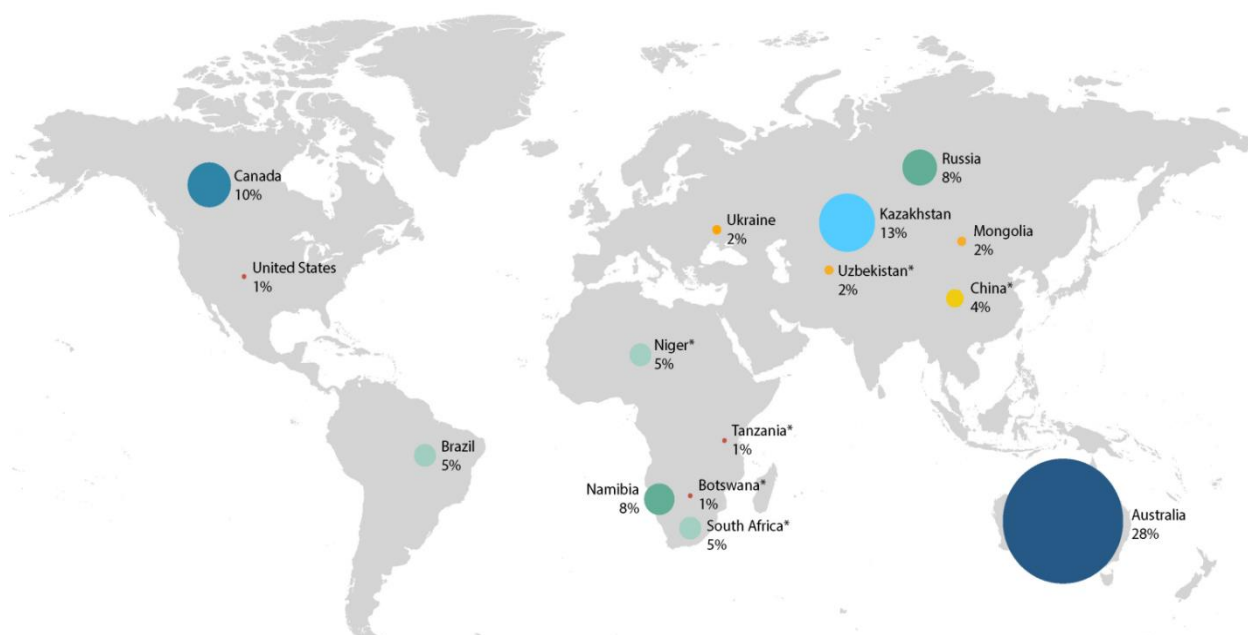 Canada
10%
United States
1%
Brazil
5%
Ukraine
2%
Russia
8%
Kazakhstan
13%
Mongolia
2%
Uzbekistan*
2%
China*
4%
Niger*
5%
Tanzania*
1%
Namibia
8%
Botswana*
1%
South Africa*
5%
Australia
28%